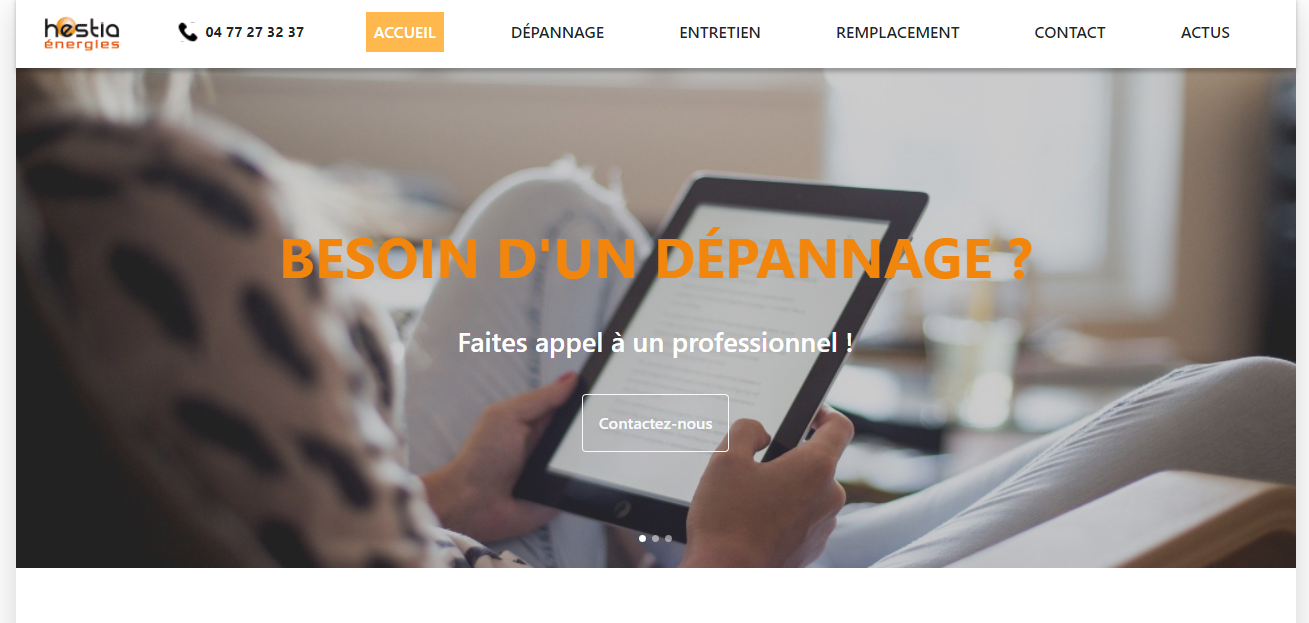 hestia
énergies
04 77 27 32 37
ACCUEIL
DÉPANNAGE
ENTRETIEN
REMPLACEMENT
CONTACT
ACTUS
BESOIN D'UN DÉPANNAGE ?
Faites appel à un professionnel !
Contactez-nous